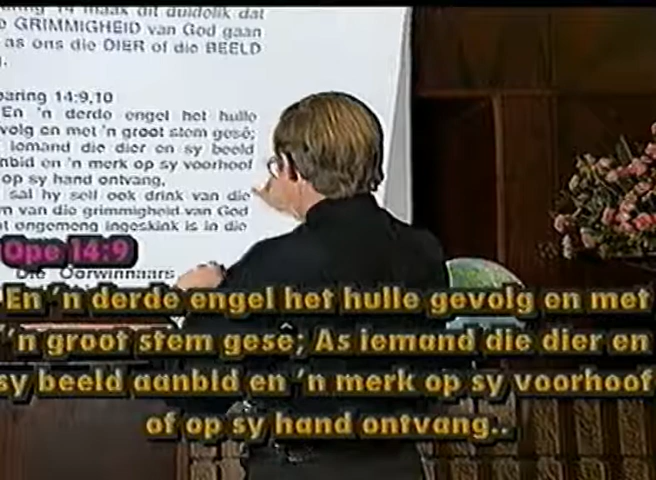 14 maak dit duidolik dat
GRIMMIGHEID van God gaan
as ons die DIER of die BEELD
aring 14:9,10
En 'n derde engel het hulle
volg en met 'n groot stem gesê;
iemand die dier en sy beeld
nbid en 'n merk op sy voorhoof
op sy hand ontvang,
sal hy self ook drink van die
van die grimmigheid van God
ongemeng ingeskink is in die
Ope 14:9
Die Oorwinnaars
En 'n derde engel het hulle gevolg en met
'n groot stem gesê; As iemand die dier en
sy beeld aanbid en 'n merk op sy voorhoof
of op sy hand ontvang..